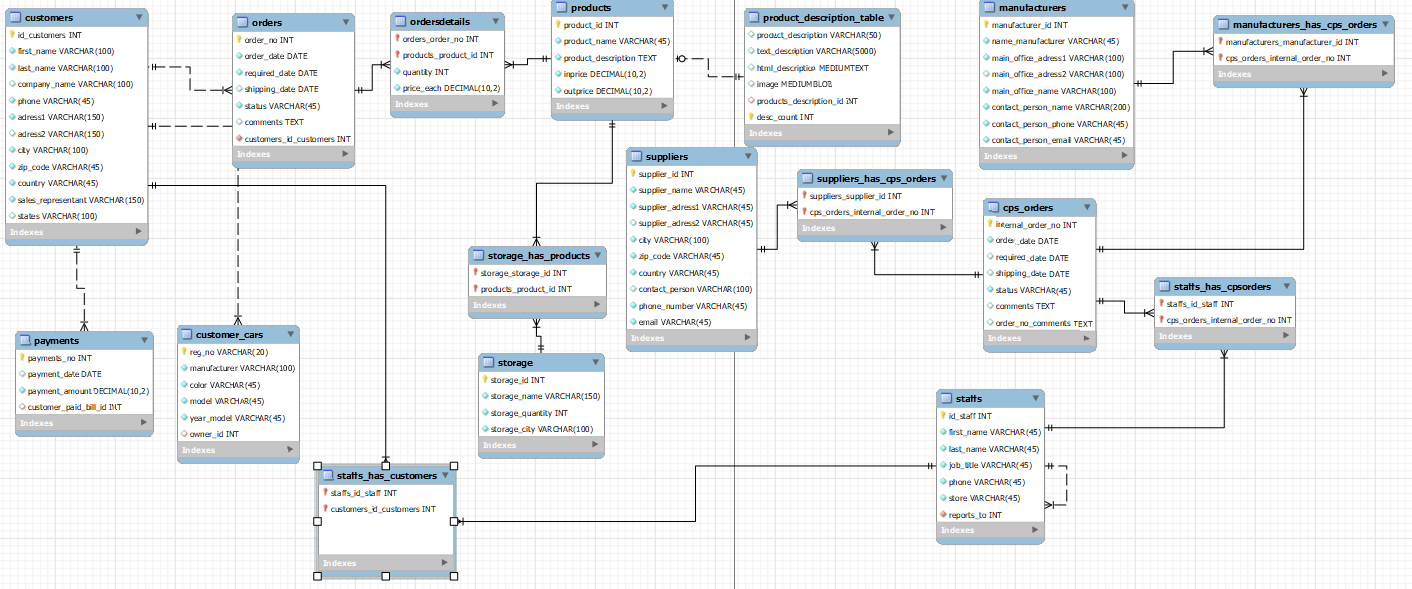 customers
id_customers INT
first_name VARCHAR(100)
last_name VARCHAR(100)
company_name VARCHAR(100)
phone VARCHAR(45)
adress1 VARCHAR(150)
adress2 VARCHAR(150)
city VARCHAR(100)
zip_code VARCHAR(45)
country VARCHAR(45)
sales_representant VARCHAR(150)
states VARCHAR(100)
Indexes
orders
order_no INT
order_date DATE
required_date DATE
shipping_date DATE
status VARCHAR(45)
comments TEXT
customers_id_customers INT
Indexes
ordersdetails
orders_order_no INT
products_product_id INT
quantity INT
price_each DECIMAL(10,2)
Indexes
products
product_id INT
product_name VARCHAR(45)
product_description TEXT
inprice DECIMAL(10,2)
outprice DECIMAL(10,2)
Indexes
product_description_table
product_description VARCHAR(50)
text_description VARCHAR(5000)
html_description MEDIUMTEXT
image MEDIUMBLOB
products_description_id INT
desc_count INT
Indexes
manufacturers
manufacturer_id INT
name_manufacturer VARCHAR(45)
main_office_adress1 VARCHAR(100)
main_office_adress2 VARCHAR(100)
main_office_name VARCHAR(100)
contact_person_name VARCHAR(200)
contact_person_phone VARCHAR(45)
contact_person_email VARCHAR(45)
Indexes
manufacturers_has_cps_orders
manufacturers_manufacturer_id INT
cps_orders_internal_order_no INT
Indexes
suppliers
supplier_id INT
supplier_name VARCHAR(45)
supplier_adress1 VARCHAR(45)
supplier_adress2 VARCHAR(45)
city VARCHAR(100)
zip_code VARCHAR(45)
country VARCHAR(45)
contact_person VARCHAR(100)
phone_number VARCHAR(45)
email VARCHAR(45)
Indexes
suppliers_has_cps_orders
suppliers_supplier_id INT
cps_orders_internal_order_no INT
Indexes
cps_orders
internal_order_no INT
order_date DATE
required_date DATE
shipping_date DATE
status VARCHAR(45)
comments TEXT
order_no_comments TEXT
Indexes
storage_has_products
storage_storage_id INT
products_product_id INT
Indexes
staffs_has_cpsorders
staffs_id_staff INT
cps_orders_internal_order_no INT
Indexes
payments
payments_no INT
payment_date DATE
payment_amount DECIMAL(10,2)
customer_paid_bill_id INT
Indexes
customer_cars
reg_no VARCHAR(20)
manufacturer VARCHAR(100)
color VARCHAR(45)
model VARCHAR(45)
year_model VARCHAR(45)
owner_id INT
Indexes
storage
storage_id INT
storage_name VARCHAR(150)
storage_quantity INT
storage_city VARCHAR(100)
Indexes
staffs
id_staff INT
first_name VARCHAR(45)
last_name VARCHAR(45)
job_title VARCHAR(45)
phone VARCHAR(45)
store VARCHAR(45)
reports_to INT
Indexes
staffs_has_customers
staffs_id_staff INT
customers_id_customers INT
Indexes